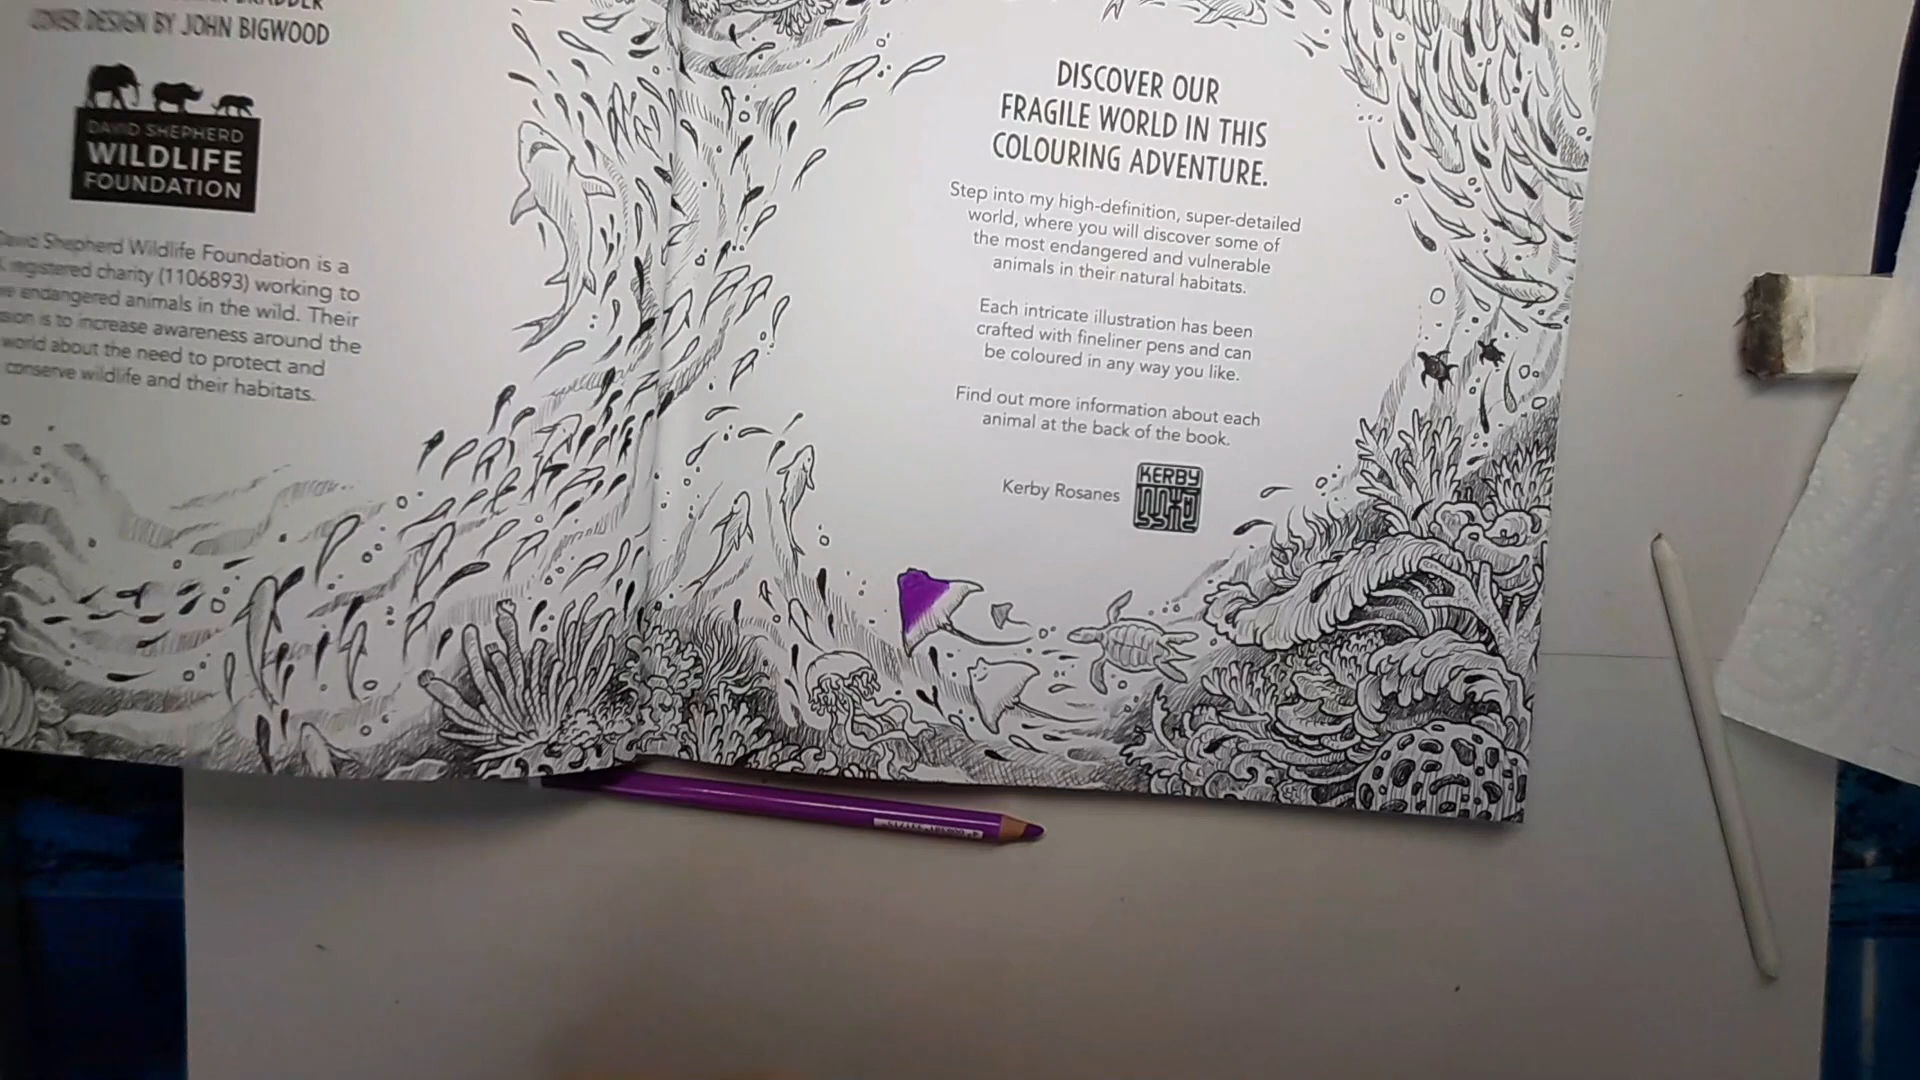 COVER DESIGN BY JOHN BIGWOOD
DAVID SHEPHERD
WILDLIFE
FOUNDATION
David Shepherd Wildlife Foundation is a
registered charity (1106893) working to
endangered animals in the wild. Their
is to increase awareness around the
world about the need to protect and
conserve wildlife and their habitats.
DISCOVER OUR
FRAGILE WORLD IN THIS
COLOURING ADVENTURE.
Step into my high-definition, super-detailed
world, where you will discover some of
the most endangered and vulnerable
animals in their natural habitats.
Each intricate illustration has been
crafted with fineliner pens and can
be coloured in any way you like.
Find out more information about each
animal at the back of the book.
Kerby Rosanes
KERBY